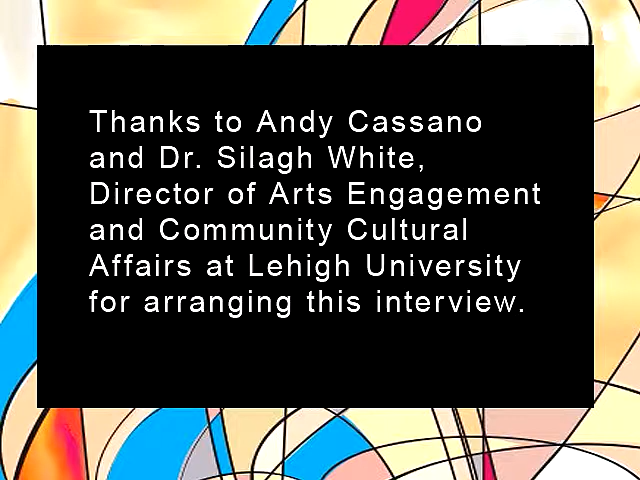 Thanks to Andy Cassano
and Dr. Silagh White,
Director of Arts Engagement
and Community Cultural
Affairs at Lehigh University
for arranging this interview.